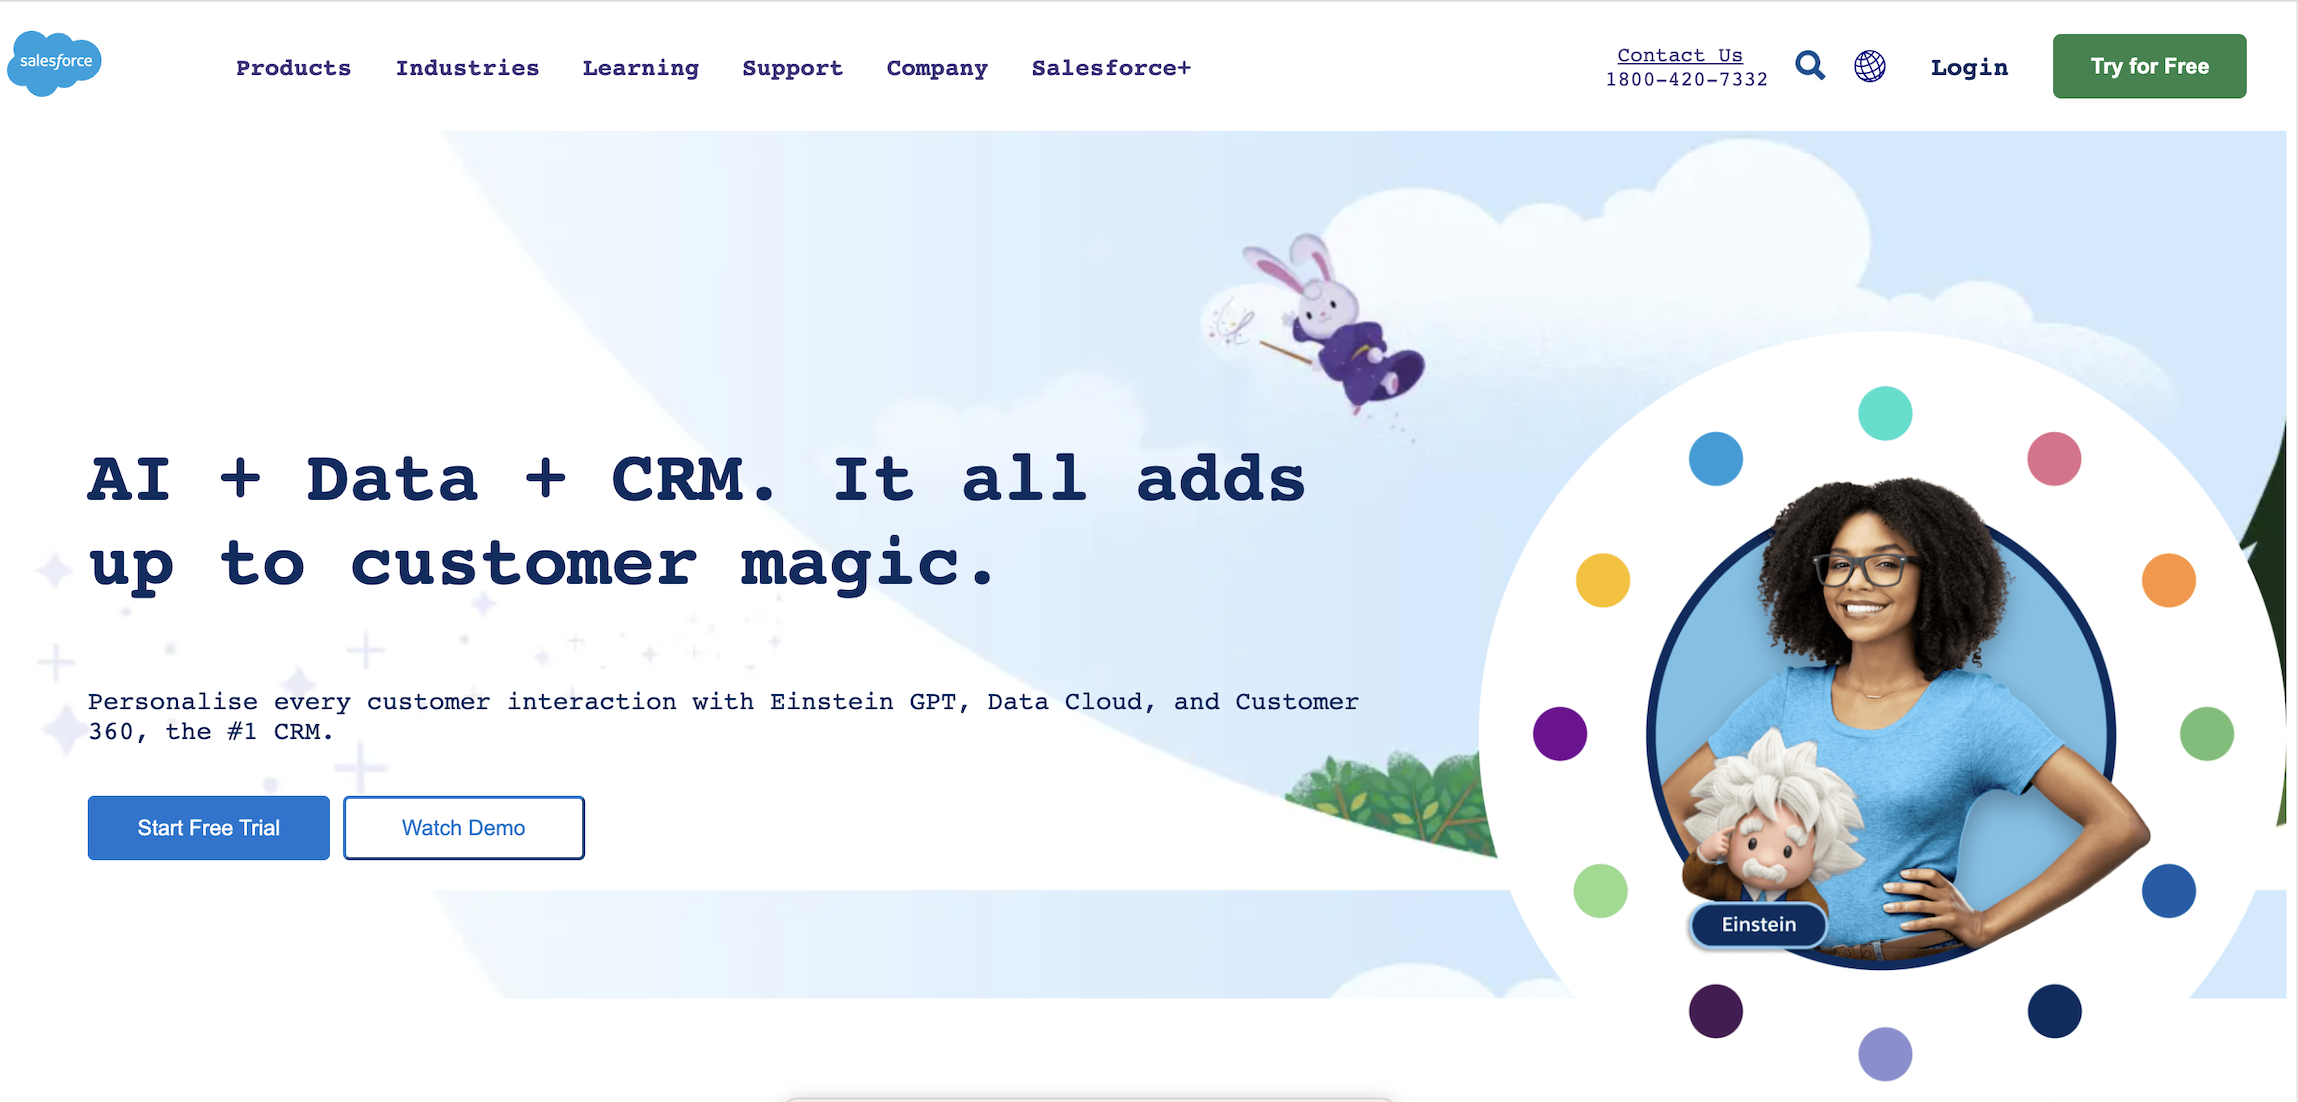 salesforce
Products
Industries
Learning
Support
Company
Salesforce+
Contact Us
1800-420-7332
Login
Try for Free
AI + Data + CRM. It all adds
up to customer magic.
Personalise every customer interaction with Einstein GPT, Data Cloud, and Customer
360, the #1 CRM.
Start Free Trial
Watch Demo
Einstein